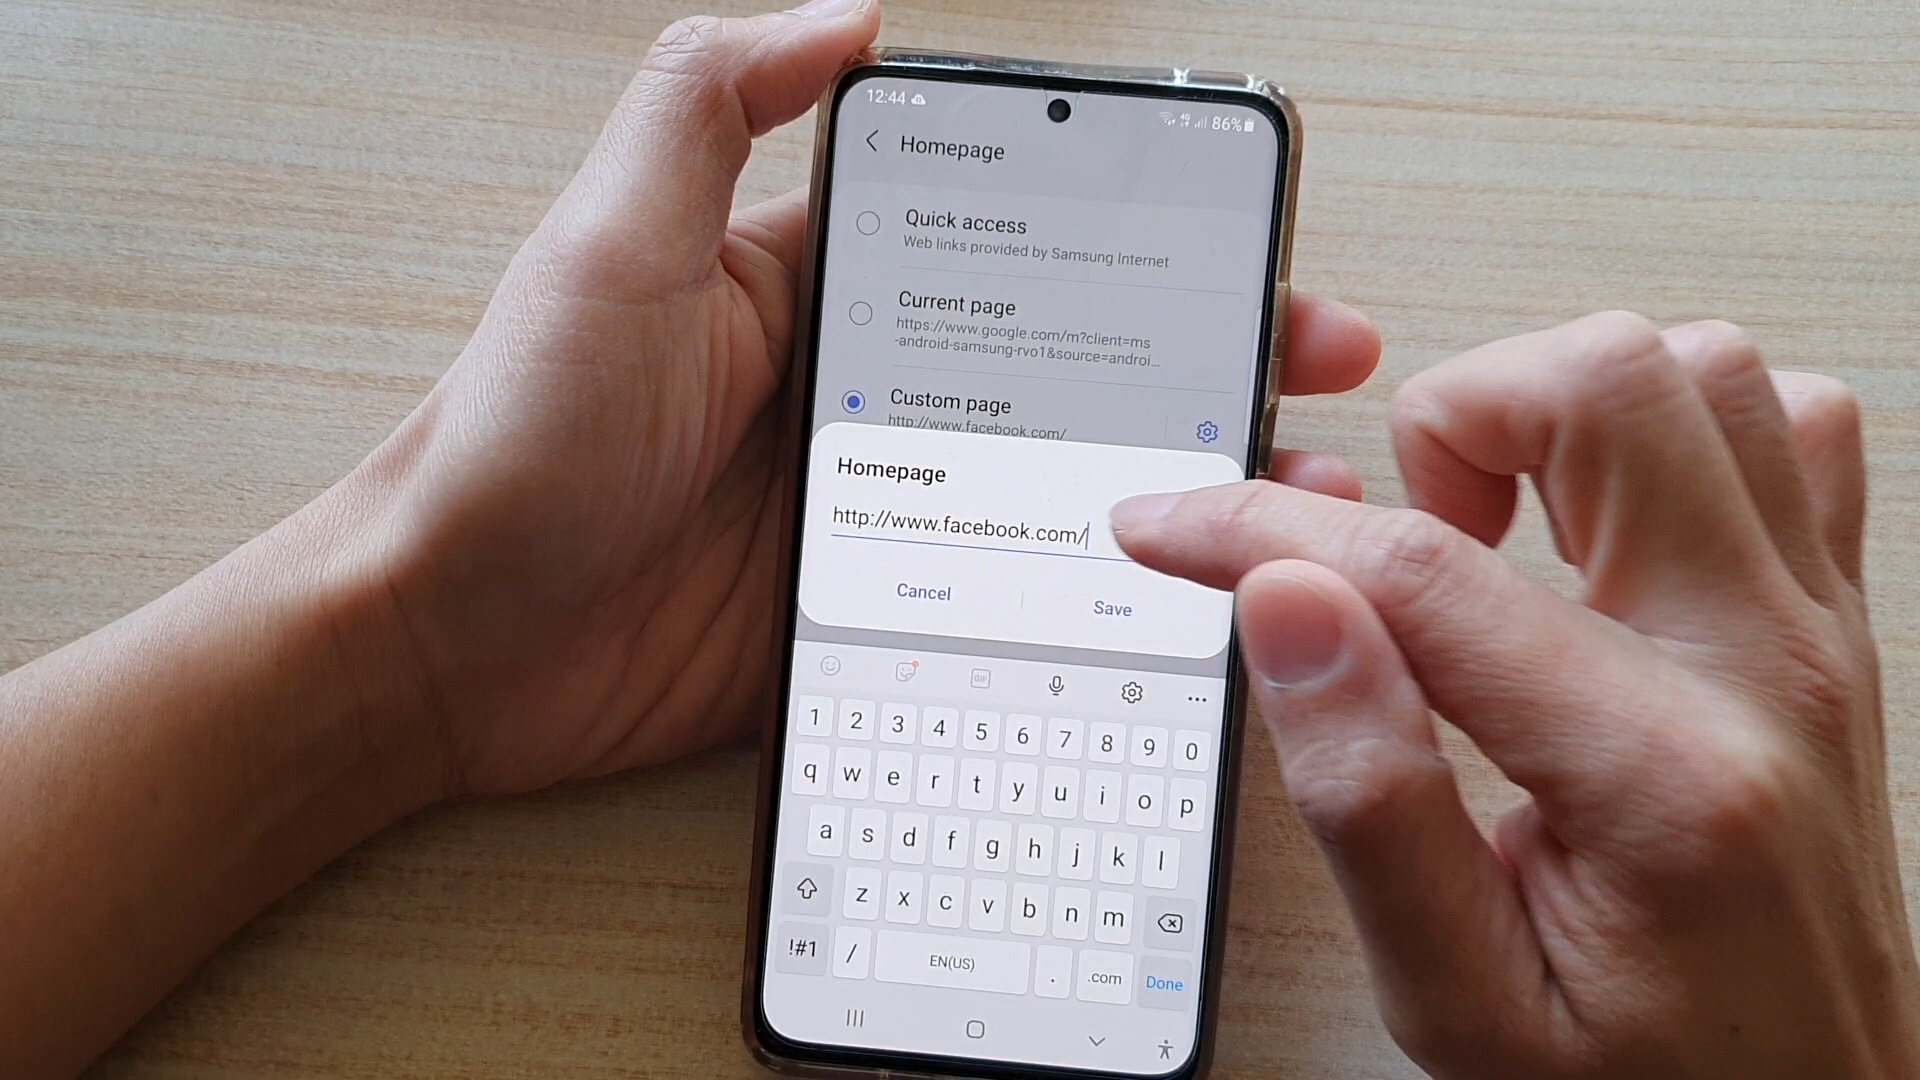 12:44
4G
86%
Homepage
Quick access
Web links provided by Samsung Internet
Current page
https://www.google.com/m?client=ms
-android-samsung-rvo1&source=androi...
Custom page
http://www.facebook.com/
Homepage
http://www.facebook.com/
Cancel
Save
GIF
1 2 3 4 5 6 7 8 9 0
q w e r t y u i o p
a s d f g h j k l
z x c v b n m
!#1 / EN(US) . .com Done